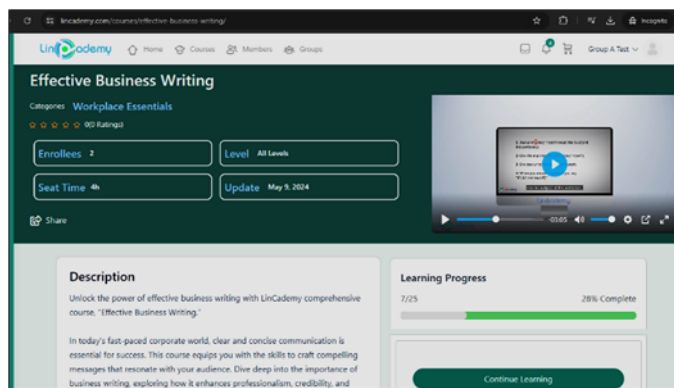 lincademy.com/courses/effective-business-writing/
Incognito
LinCademy
Home
Courses
Members
Groups
Group A Test
Effective Business Writing
Categories Workplace Essentials
0(0 Ratings)
Enrollees 2
Level All Levels
Seat Time 4h
Update May 9, 2024
Share
-03:05
Description
Unlock the power of effective business writing with LinCademy comprehensive
course, "Effective Business Writing."
In today's fast-paced corporate world, clear and concise communication is
essential for success. This course equips you with the skills to craft compelling
messages that resonate with your audience. Dive deep into the importance of
business writing, exploring how it enhances professionalism, credibility, and
Learning Progress
7/25
28% Complete
Continue Learning